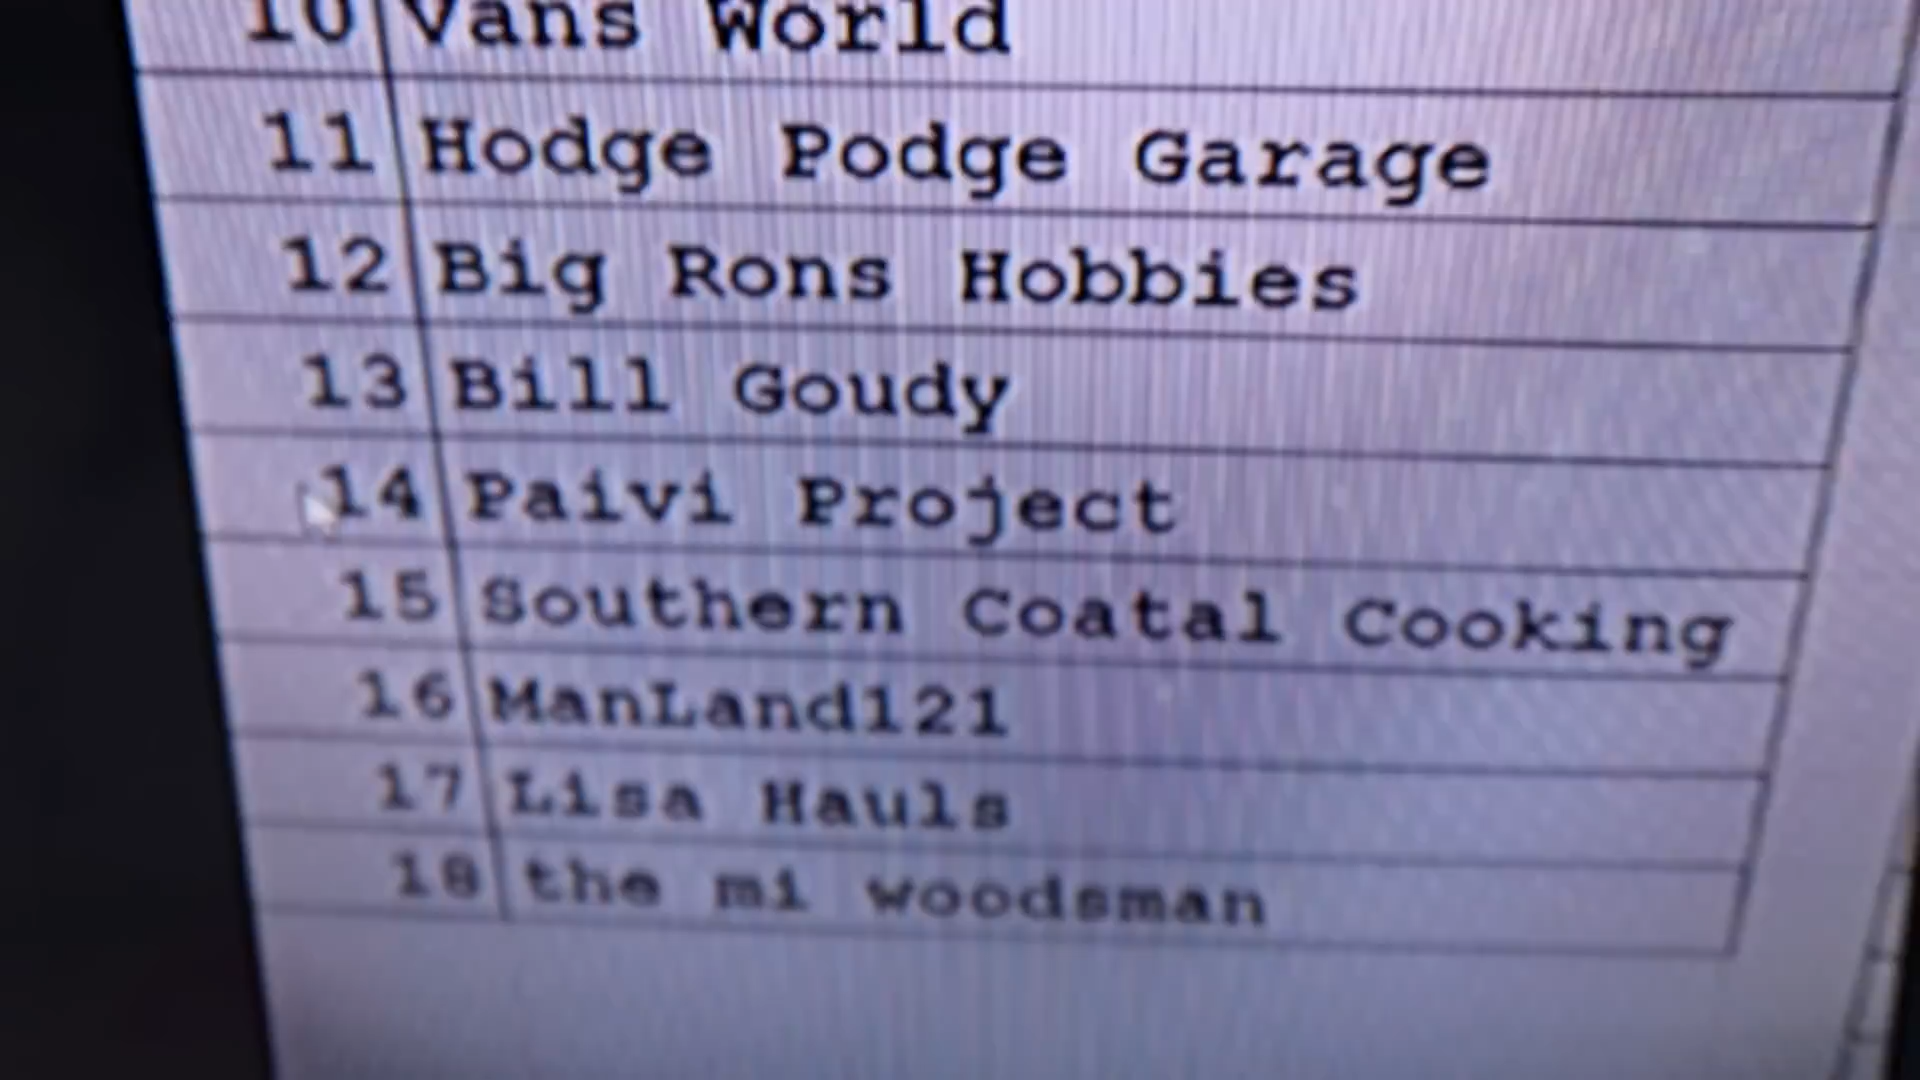 10 Vans World
11 Hodge Podge Garage
12 Big Rons Hobbies
13 Bill Goudy
14 Paivi Project
15 Southern Coatal Cooking
16 ManLand121
17 Lisa Hauls
18 the mi woodsman